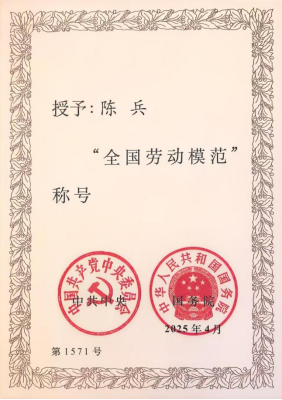 授予：陈 兵
“全国劳动模范”
称号
中国共产党中央委员会
中共中央
中华人民共和国国务院
国务院
2025年4月
第1571号